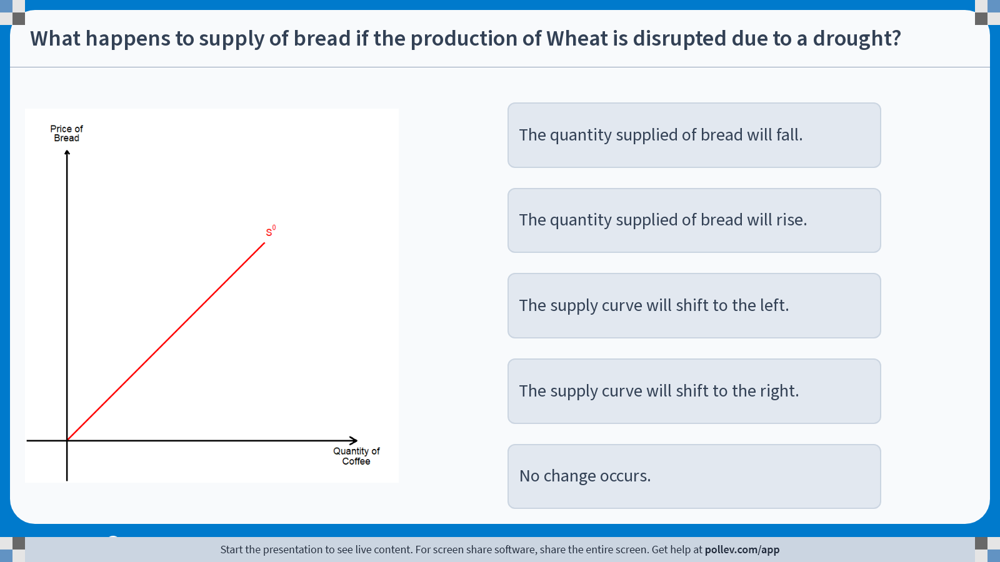 What happens to supply of bread if the production of Wheat is disrupted due to a drought?
Price of
Bread
S⁰
Quantity of
Coffee
The quantity supplied of bread will fall.
The quantity supplied of bread will rise.
The supply curve will shift to the left.
The supply curve will shift to the right.
No change occurs.
Start the presentation to see live content. For screen share software, share the entire screen. Get help at pollev.com/app